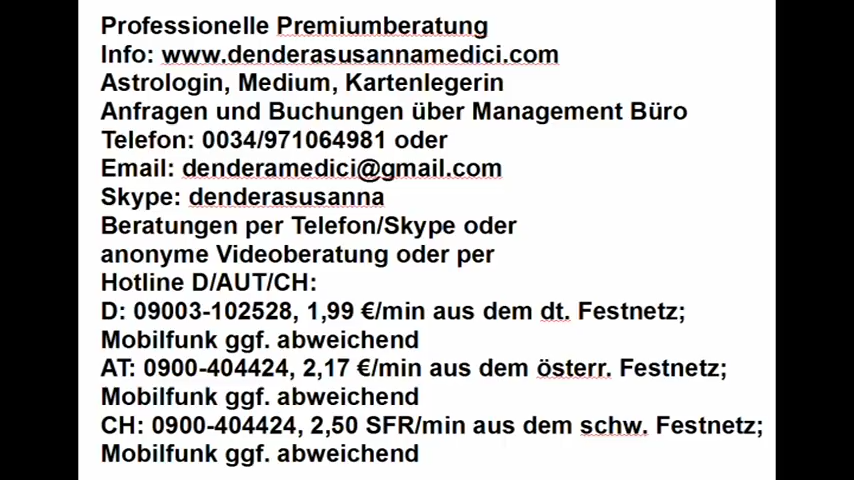 Professionelle Premiumberatung
Info: www.denderasusannamedici.com
Astrologin, Medium, Kartenlegerin
Anfragen und Buchungen über Management Büro
Telefon: 0034/971064981 oder
Email: denderamedici@gmail.com
Skype: denderasusanna
Beratungen per Telefon/Skype oder
anonyme Videoberatung oder per
Hotline D/AUT/CH:
D: 09003-102528, 1,99 €/min aus dem dt. Festnetz;
Mobilfunk ggf. abweichend
AT: 0900-404424, 2,17 €/min aus dem österr. Festnetz;
Mobilfunk ggf. abweichend
CH: 0900-404424, 2,50 SFR/min aus dem schw. Festnetz;
Mobilfunk ggf. abweichend